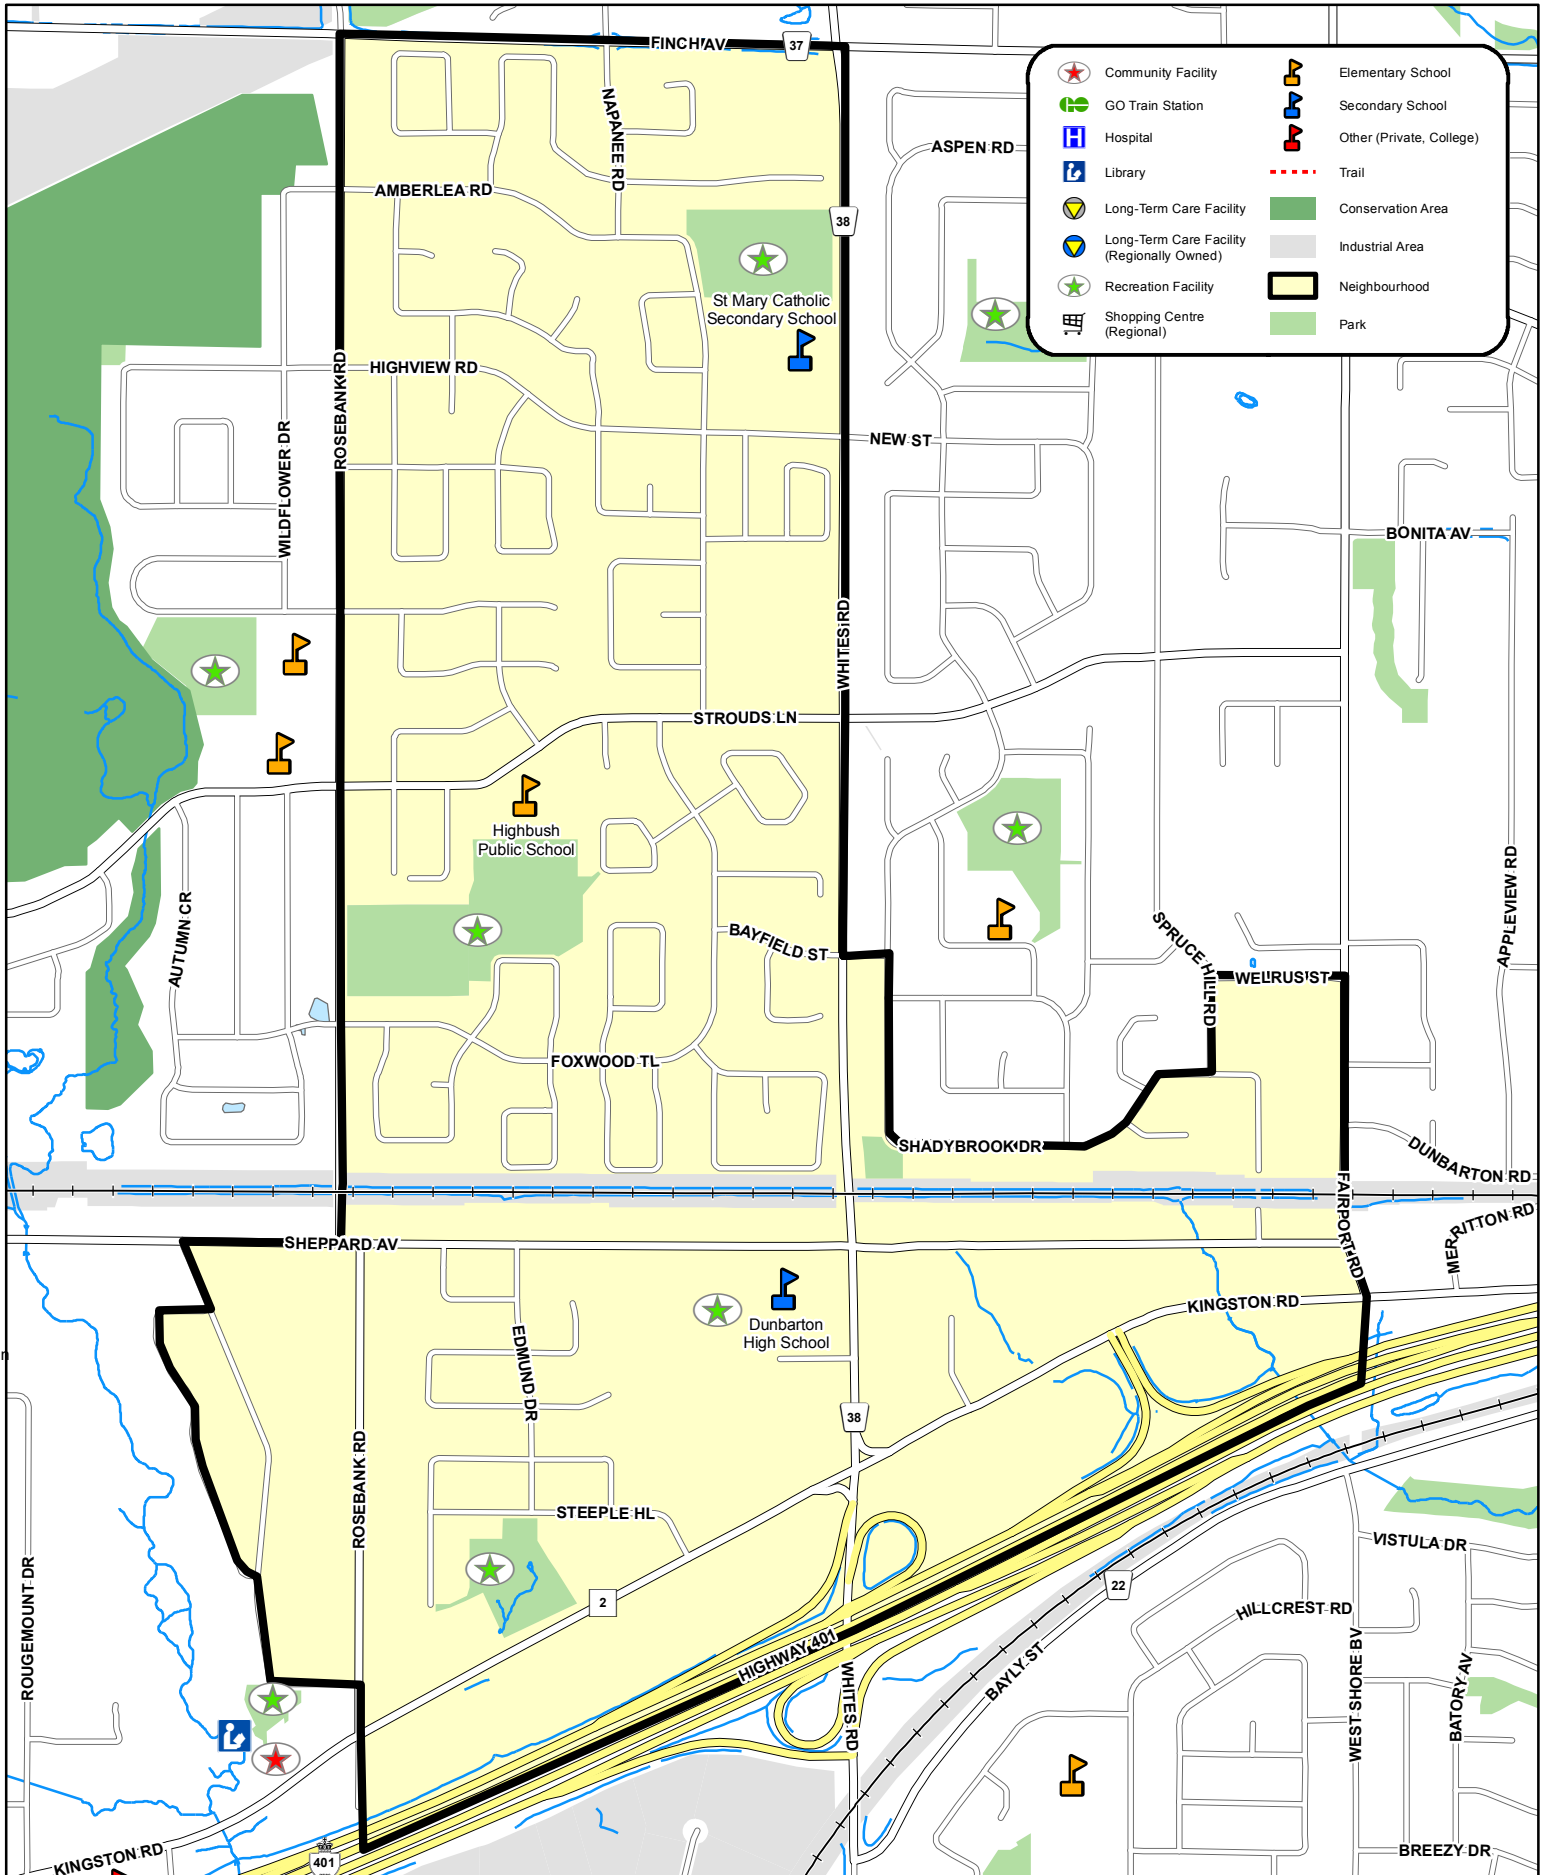 FINCH AV
37
NAPANEE RD
ASPEN RD
AMBERLEA RD
38
Community Facility
GO Train Station
Hospital
Library
Long-Term Care Facility
Long-Term Care Facility
(Regionally Owned)
Recreation Facility
Shopping Centre
(Regional)
Elementary School
Secondary School
Other (Private, College)
Trail
Conservation Area
Industrial Area
Neighbourhood
Park
H
St Mary Catholic
Secondary School
ROSEBANK RD
HIGHVIEW RD
WILDFLOWER DR
NEW ST
BONITA AV
WHITES RD
STROUDS LN
Highbush
Public School
AUTUMN CR
BAYFIELD ST
SPRUCE HILL RD
WELRUS ST
APPLEVIEW RD
FOXWOOD TL
SHADYBROOK DR
DUNBARTON RD
FAIRPORT RD
MERRITTON RD
SHEPPARD AV
KINGSTON RD
Dunbarton
High School
EDMUND DR
n
38
ROSEBANK RD
STEEPLE HL
2
VISTULA DR
22
HILLCREST RD
ROUGEMOUNT DR
HIGHWAY 401
WHITES RD
BAYLY ST
WEST SHORE BV
BATORY AV
KINGSTON RD
401
BREEZY DR